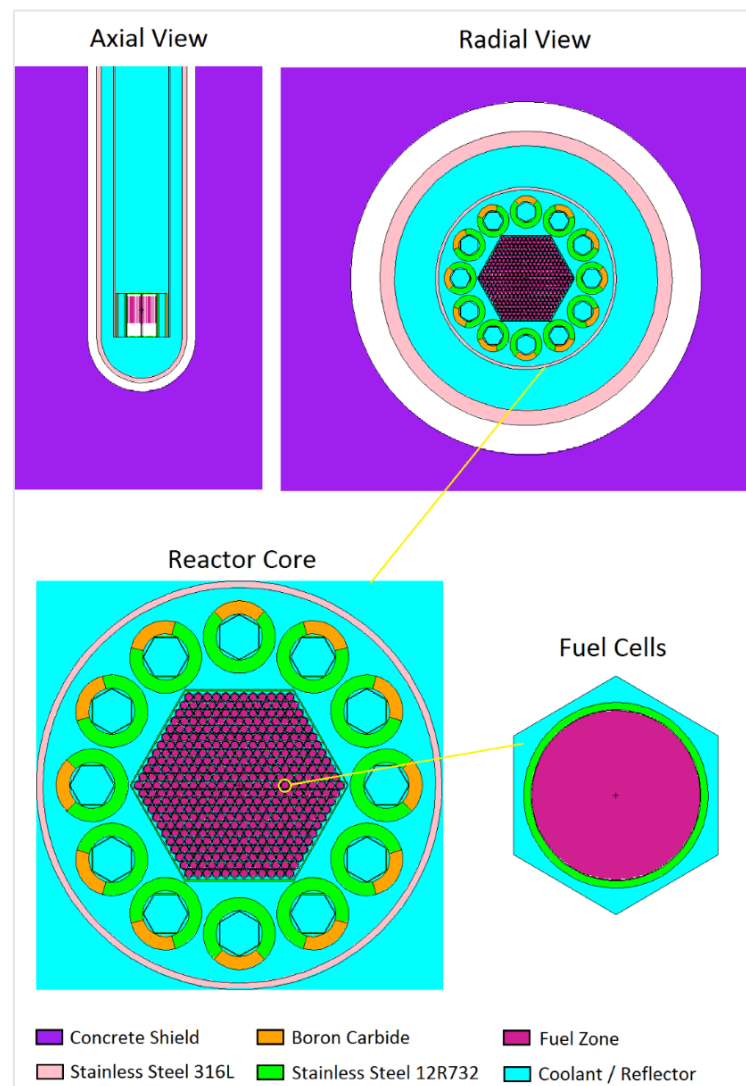 Axial View
Radial View
Reactor Core
Fuel Cells
Concrete Shield
Boron Carbide
Fuel Zone
Stainless Steel 316L
Stainless Steel 12R732
Coolant / Reflector